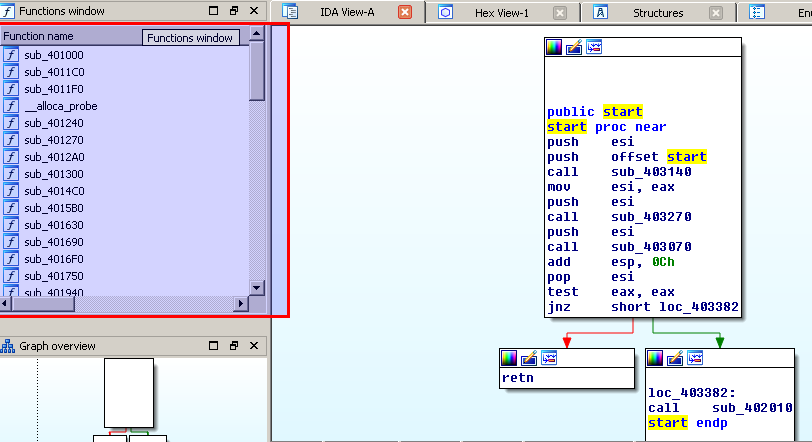 Functions window
IDA View-A
Hex View-1
Structures
Function name
Functions window
sub_401000
sub_4011C0
sub_4011F0
__alloca_probe
sub_401240
sub_401270
sub_4012A0
sub_401300
sub_4014C0
sub_4015B0
sub_401630
sub_401690
sub_4016F0
sub_401750
sub_401940
Graph overview
public start
start proc near
push esi
push offset start
call sub_403140
mov esi, eax
push esi
call sub_403270
push esi
call sub_403070
add esp, 0Ch
pop esi
test eax, eax
jnz short loc_403382
retn
loc_403382:
call sub_402010
start endp